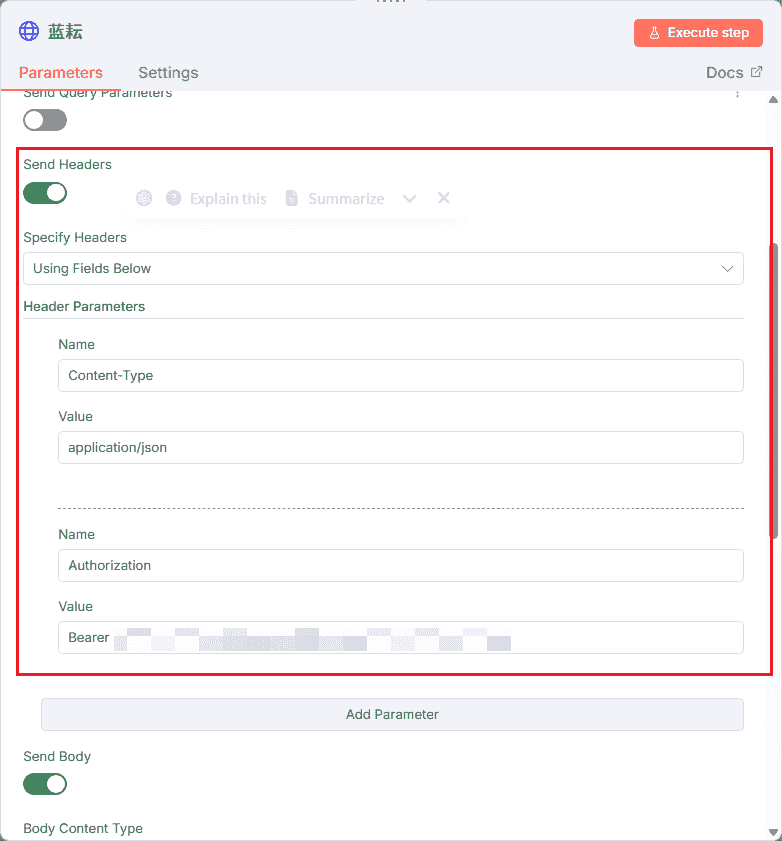 蓝耘
Execute step
Parameters
Settings
Docs
Send Query Parameters
Send Headers
Explain this
Summarize
Specify Headers
Using Fields Below
Header Parameters
Name
Content-Type
Value
application/json
Name
Authorization
Value
Bearer
Add Parameter
Send Body
Body Content Type